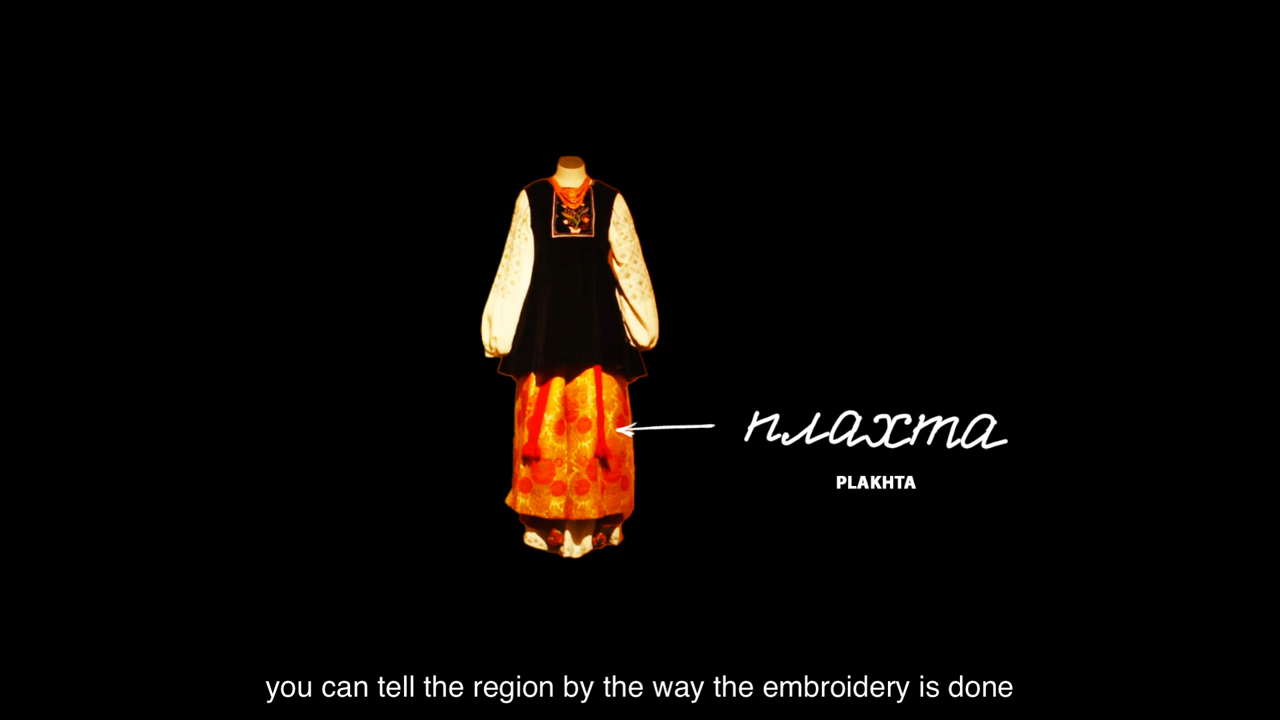 плахта
PLAKHTA
you can tell the region by the way the embroidery is done